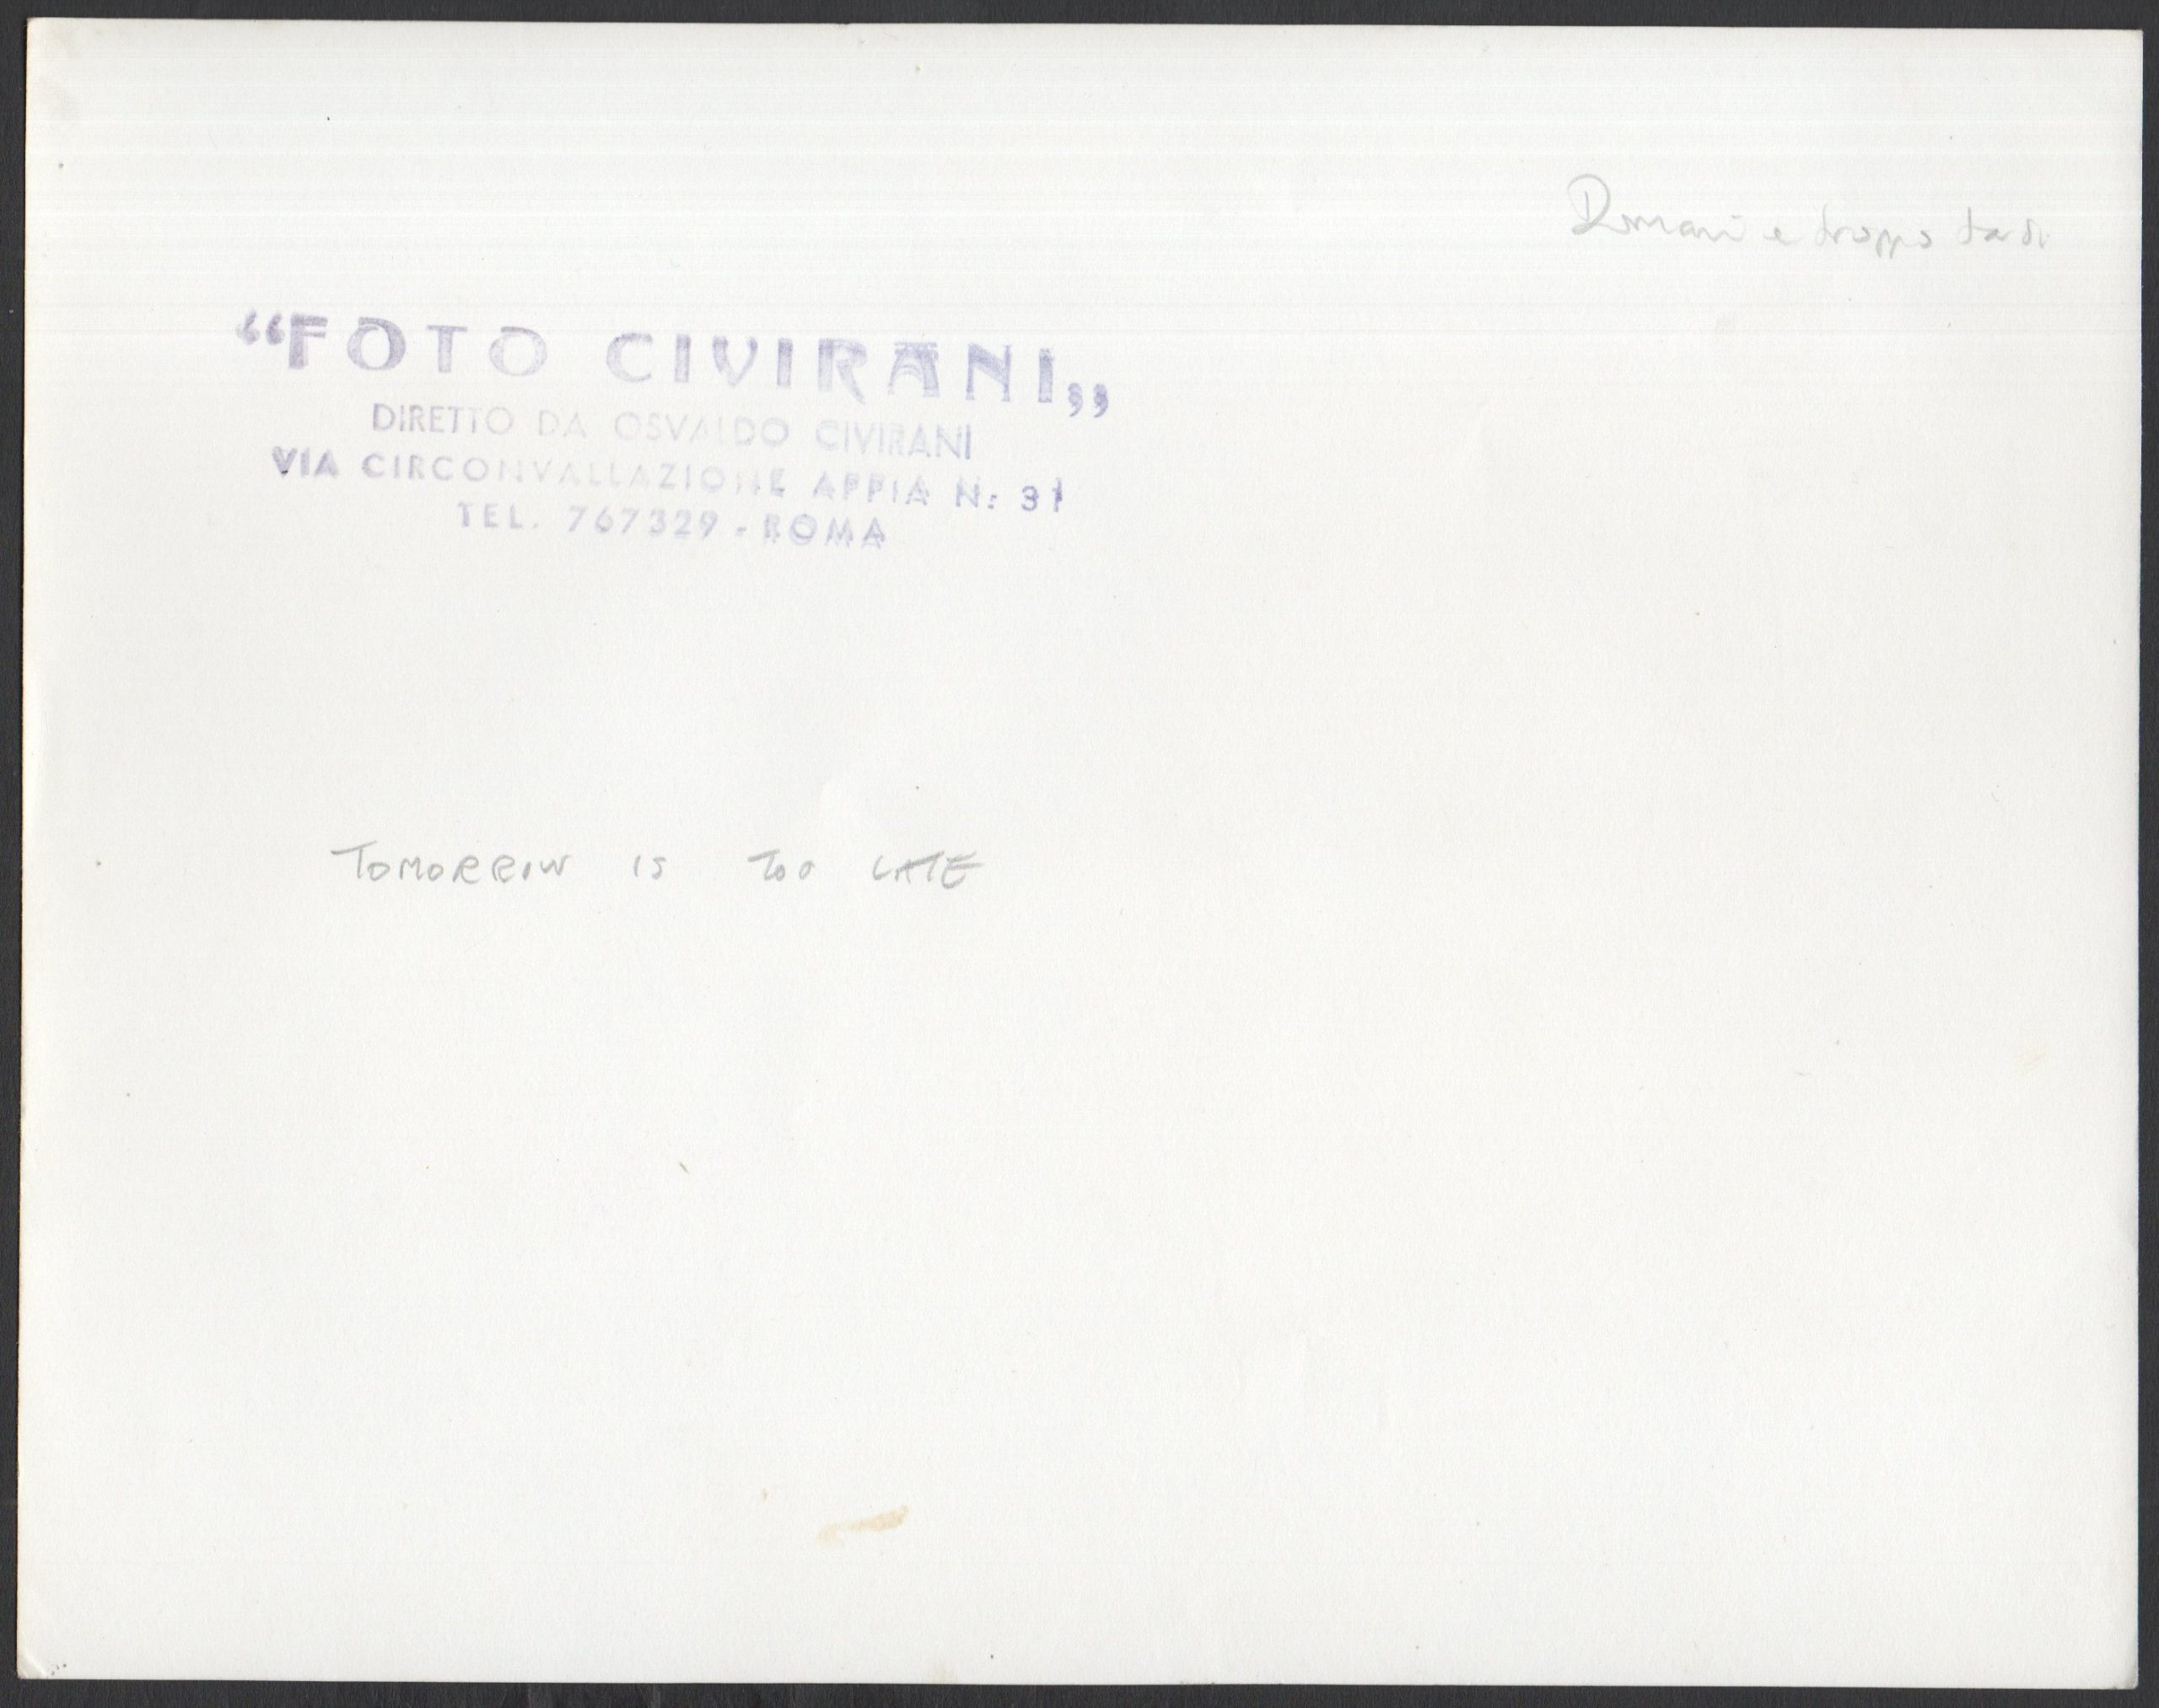 Domani e troppo tardi
“FOTO CIVIRANI„
DIRETTO DA OSVALDO CIVIRANI
VIA CIRCONVALLAZIONE APPIA N: 31
TEL. 767329 - ROMA
TOMORROW IS TOO LATE